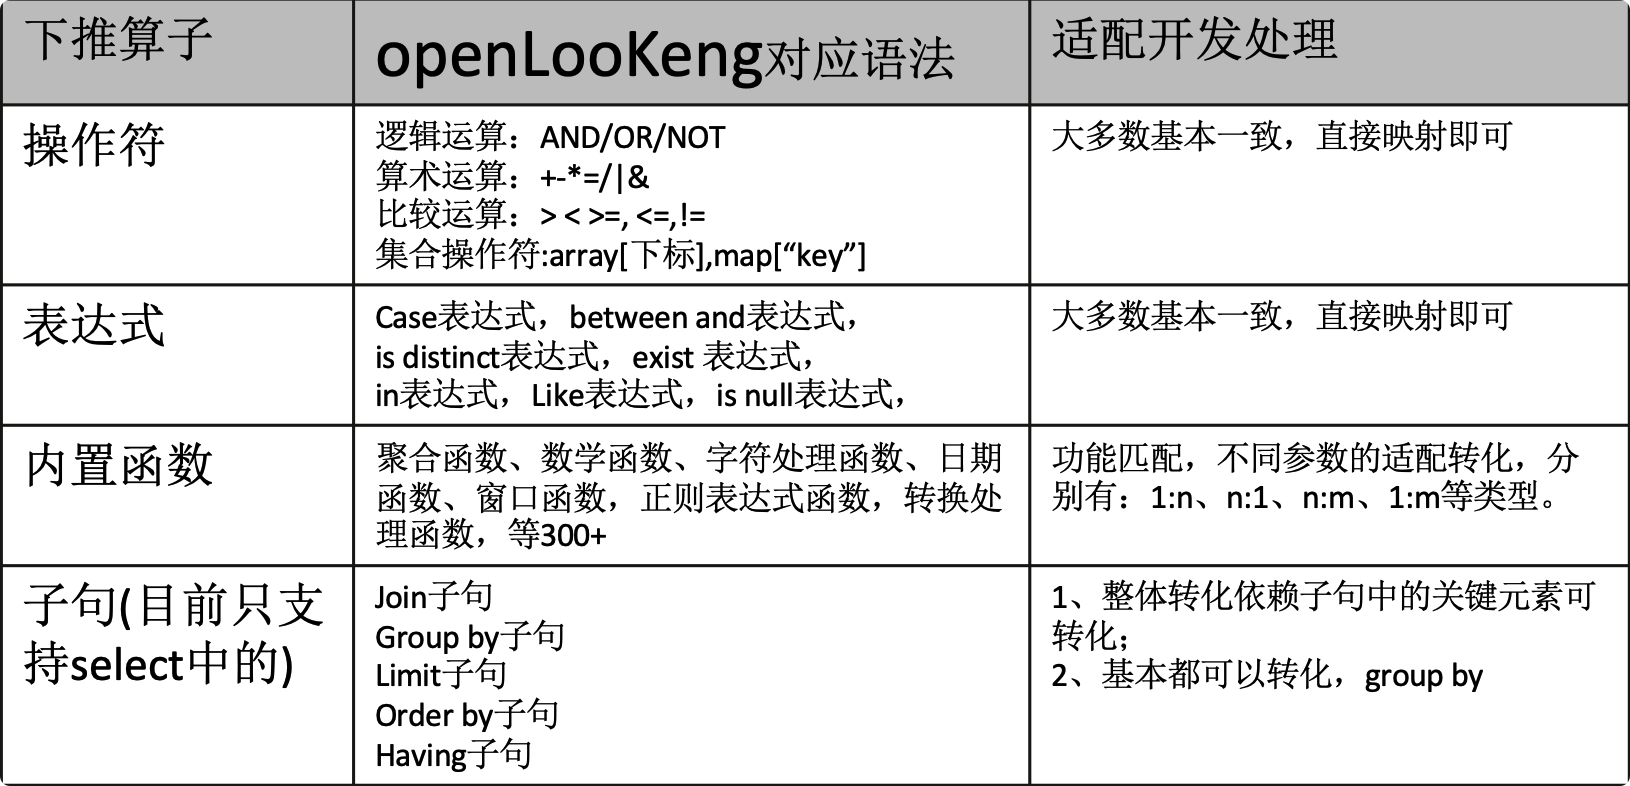 下推算子
openLooKeng对应语法
适配开发处理
操作符
逻辑运算：AND/OR/NOT
算术运算：+-*=/|&
比较运算：> < >=, <=,!=
集合操作符:array[下标],map[“key”]
大多数基本一致，直接映射即可
表达式
Case表达式，between and表达式，
is distinct表达式，exist 表达式，
in表达式，Like表达式，is null表达式，
大多数基本一致，直接映射即可
内置函数
聚合函数、数学函数、字符处理函数、日期
函数、窗口函数，正则表达式函数，转换处
理函数，等300+
功能匹配，不同参数的适配转化，分
别有：1:n、n:1、n:m、1:m等类型。
子句(目前只支
持select中的)
Join子句
Group by子句
Limit子句
Order by子句
Having子句
1、整体转化依赖子句中的关键元素可
转化；
2、基本都可以转化，group by